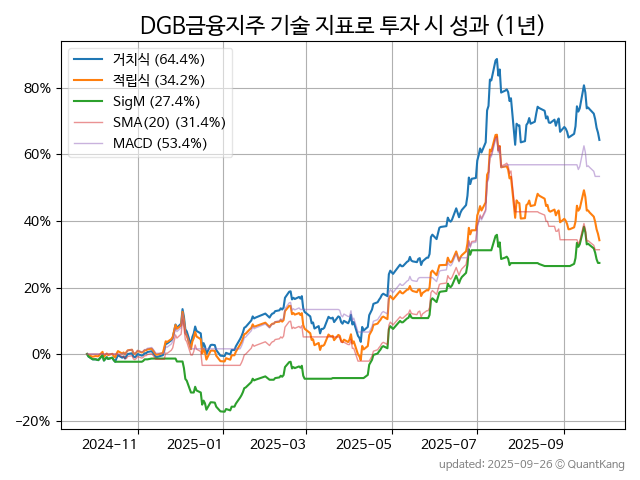 DGB금융지주 기술 지표로 투자 시 성과 (1년)
거치식 (64.4%)
적립식 (34.2%)
SigM (27.4%)
SMA(20) (31.4%)
MACD (53.4%)
80%
60%
40%
20%
0%
−20%
2024-11 2025-01 2025-03 2025-05 2025-07 2025-09
updated: 2025-09-26 © QuantKang